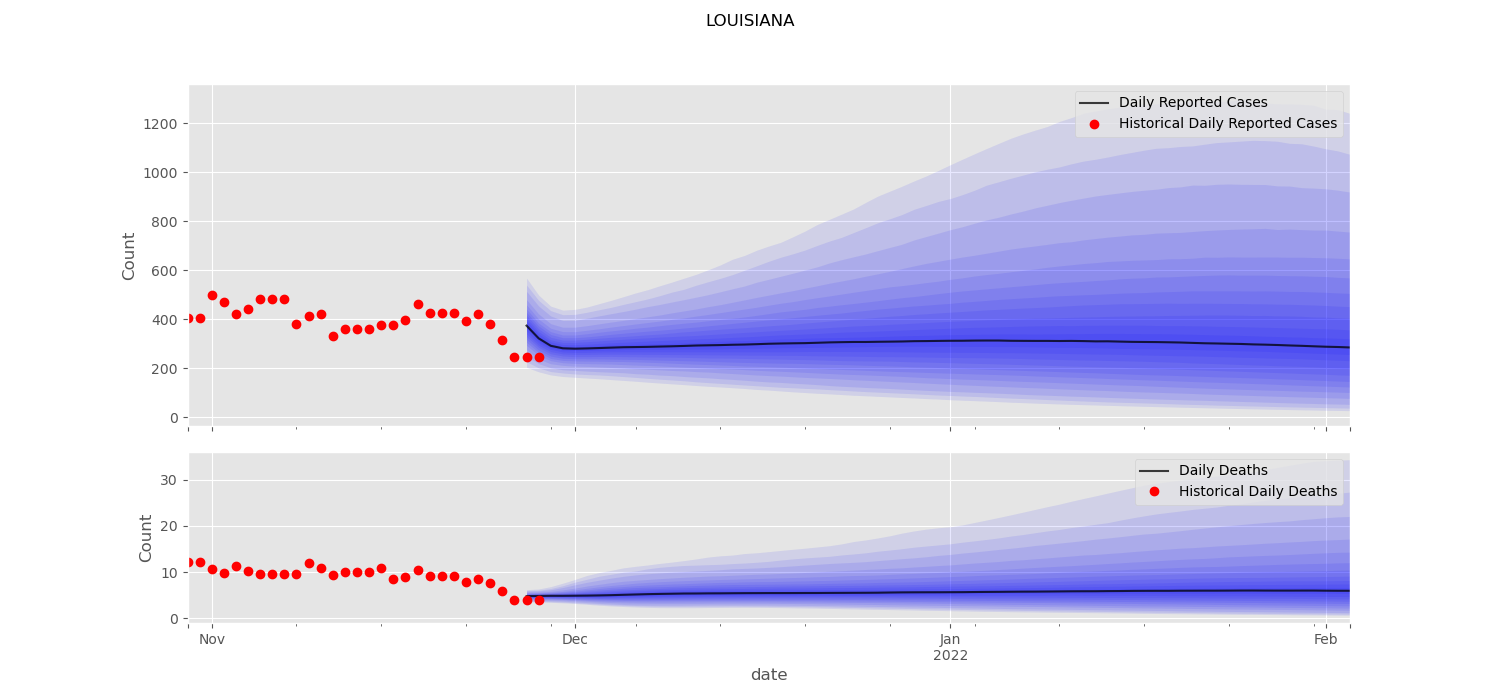 LOUISIANA
Daily Reported Cases
Historical Daily Reported Cases
1200
1000
800
600
400
200
0
Count
Daily Deaths
Historical Daily Deaths
30
20
10
0
Count
Nov Dec Jan Feb
2022
date